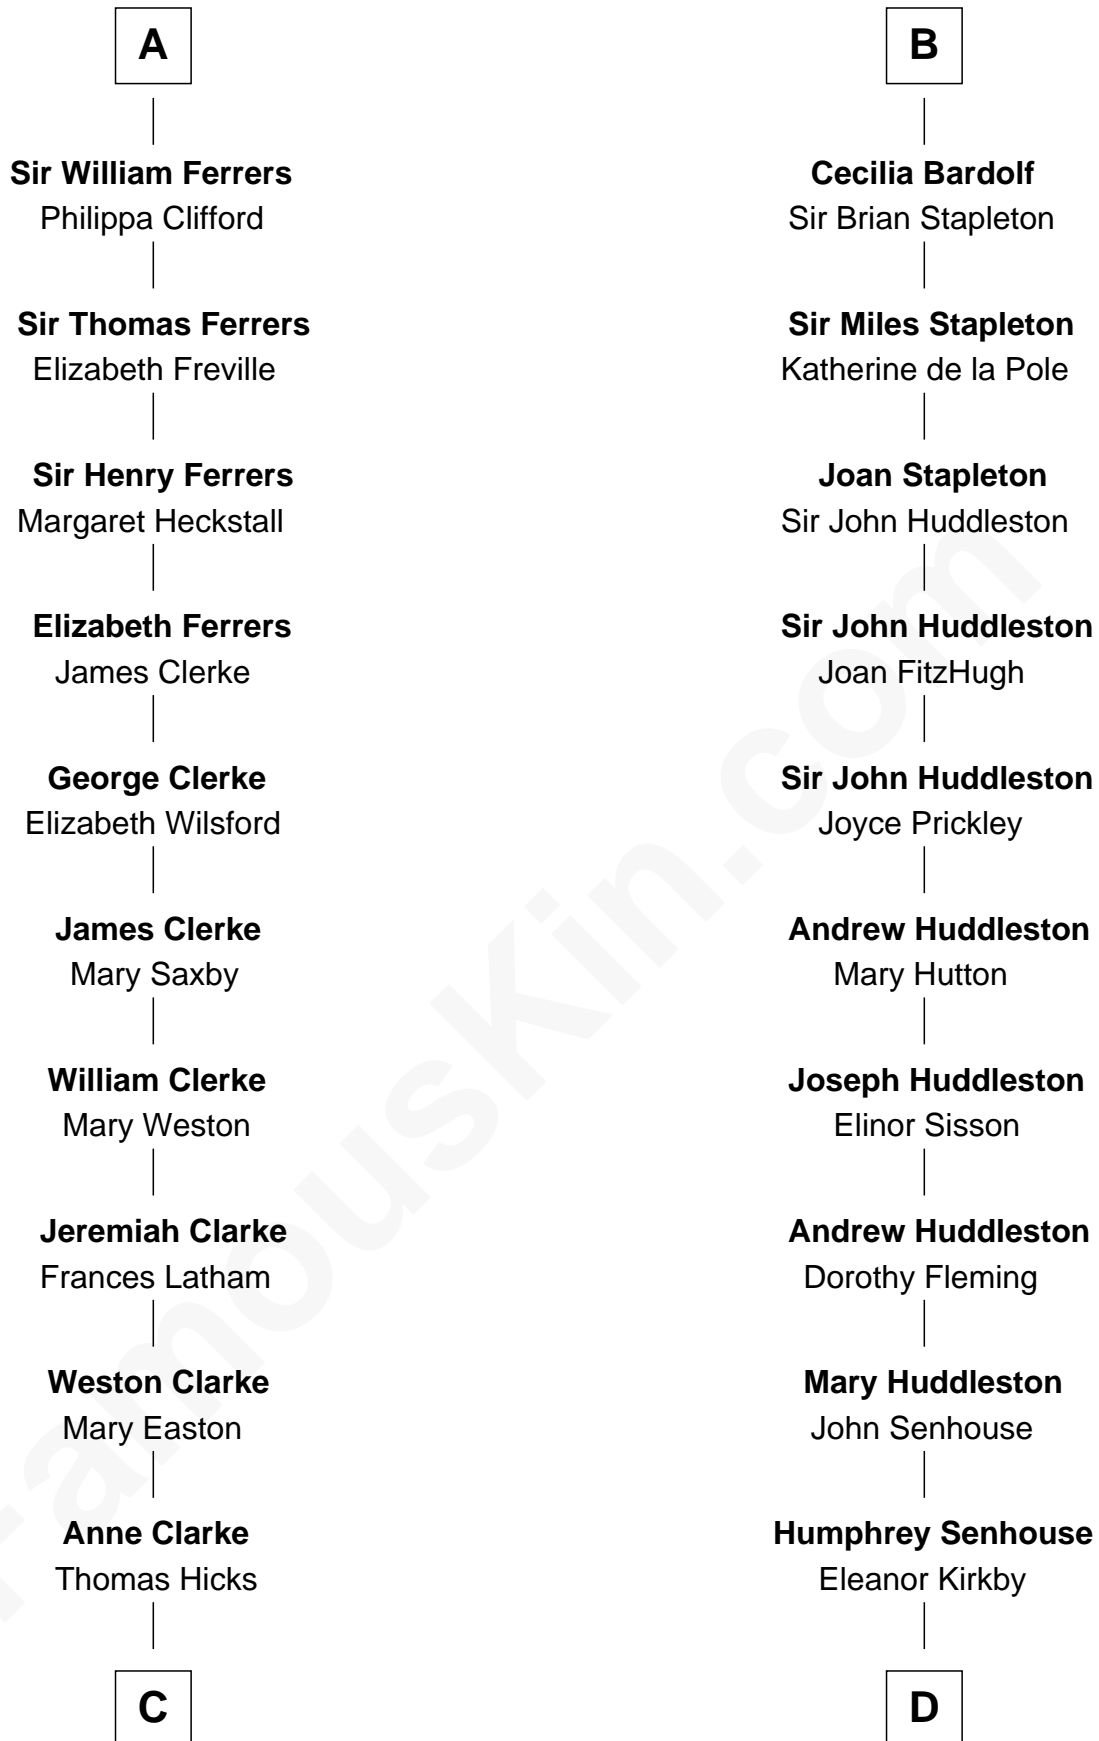 A
Sir William Ferrers
Philippa Clifford
Sir Thomas Ferrers
Elizabeth Freville
Sir Henry Ferrers
Margaret Heckstall
Elizabeth Ferrers
James Clerke
George Clerke
Elizabeth Wilsford
James Clerke
Mary Saxby
William Clerke
Mary Weston
Jeremiah Clarke
Frances Latham
Weston Clarke
Mary Easton
Anne Clarke
Thomas Hicks
C
B
Cecilia Bardolf
Sir Brian Stapleton
Sir Miles Stapleton
Katherine de la Pole
Joan Stapleton
Sir John Huddleston
Sir John Huddleston
Joan FitzHugh
Sir John Huddleston
Joyce Prickley
Andrew Huddleston
Mary Hutton
Joseph Huddleston
Elinor Sisson
Andrew Huddleston
Dorothy Fleming
Mary Huddleston
John Senhouse
Humphrey Senhouse
Eleanor Kirkby
D
FamousKin.com